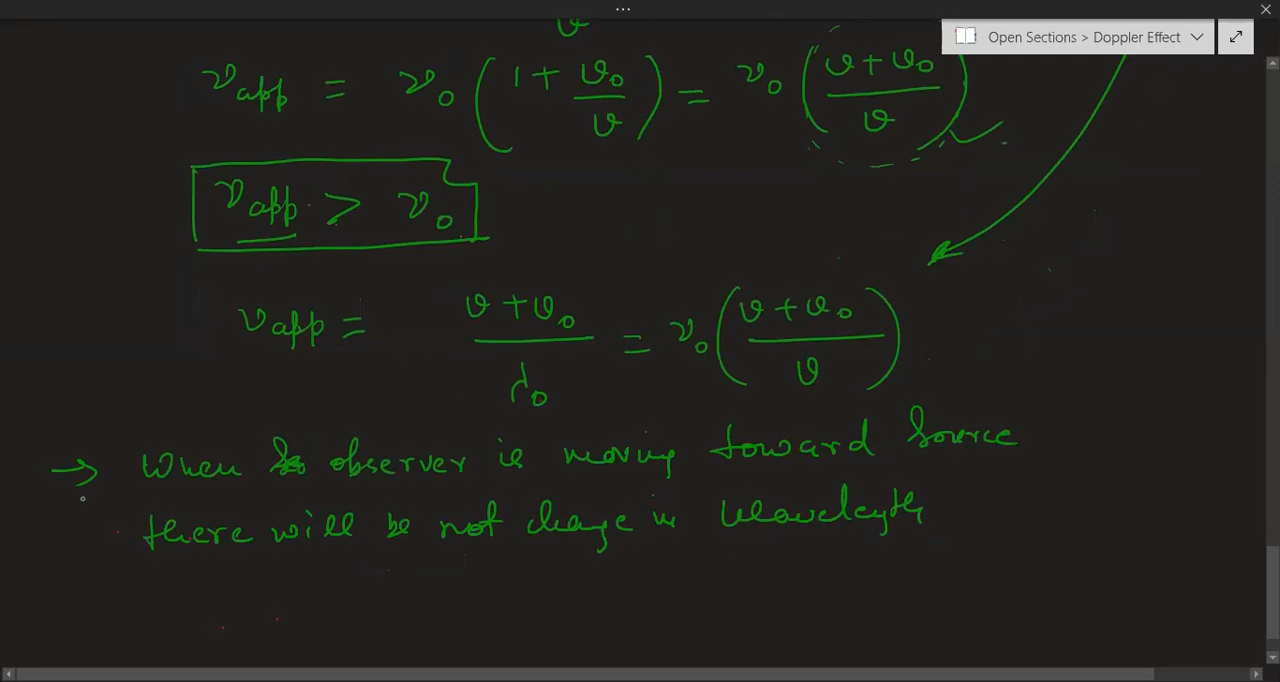 Open Sections > Doppler Effect
ν_app = ν₀ (1 + v₀/v) = ν₀ ((v + v₀)/v)
ν_app > ν₀
ν_app = (v + v₀)/λ₀ = ν₀ ((v + v₀)/v)
→ When observer is moving toward source
there will be not change in wavelength